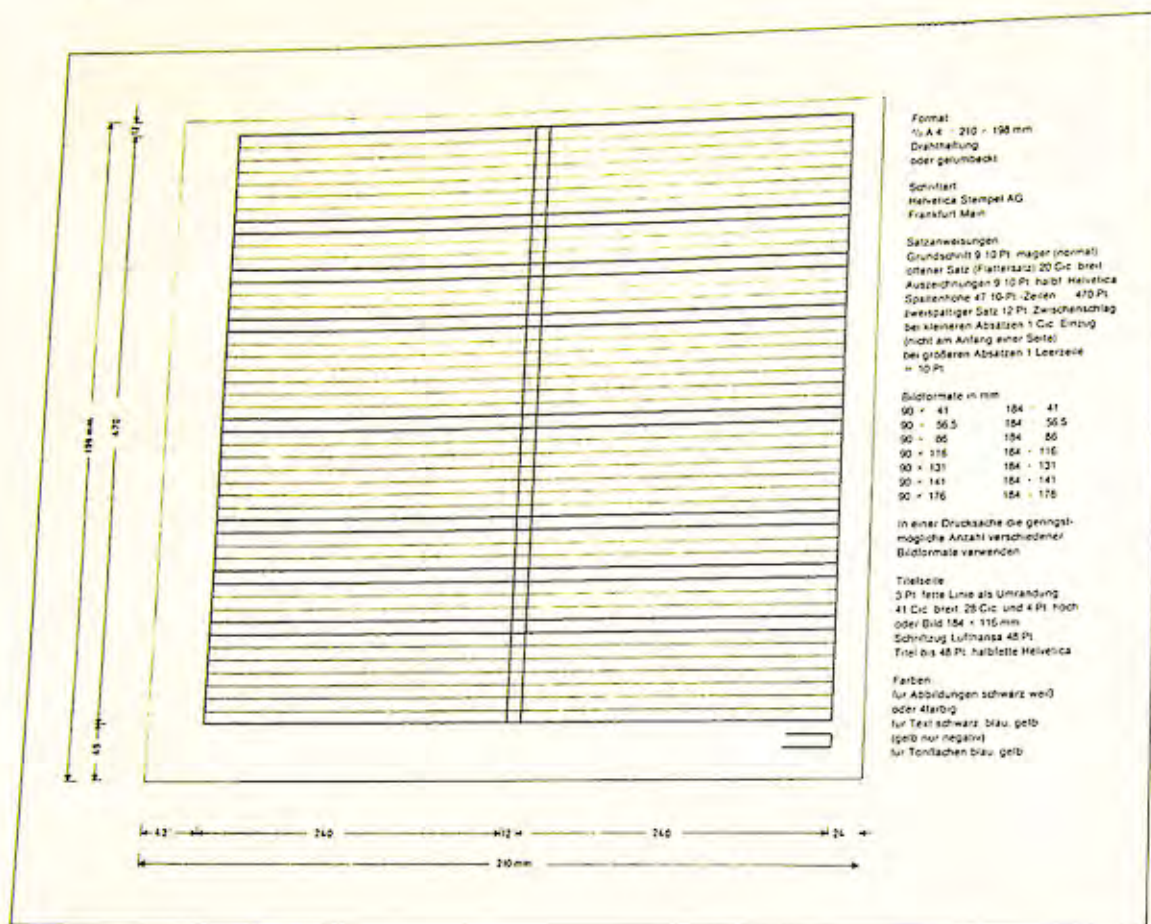 Format
210 × 198 mm
Drahtheftung
oder gelumbeckt
Schriftart
Helvetica Stempel AG
Frankfurt Main
Satzanweisungen
Grundschrift 9 10 Pt. mager (normal)
offener Satz (Flattersatz) 20 Cic. breit
Auszeichnungen 9 10 Pt. halbf. Helvetica
Spaltenhöhe 47 10-Pt.-Zeilen 470 Pt.
zweispaltiger Satz 12 Pt. Zwischenschlag
bei kleineren Absätzen 1 Cic. Einzug
(nicht am Anfang einer Seite)
bei größeren Absätzen 1 Leerzeile
= 10 Pt.
Bildformate in mm
90 × 41 184 × 41
90 × 56.5 184 × 56.5
90 × 86 184 × 86
90 × 116 184 × 116
90 × 131 184 × 131
90 × 141 184 × 141
90 × 176 184 × 176
In einer Drucksache die geringst-
mögliche Anzahl verschiedener
Bildformate verwenden
Titelseite
3 Pt. fette Linie als Umrandung
41 Cic. breit, 28 Cic. und 4 Pt. hoch
oder Bild 184 × 116 mm
Schriftzug Lufthansa 48 Pt.
Titel bis 48 Pt. halbfette Helvetica
Farben
für Abbildungen schwarz weiß
oder 4farbig
für Text schwarz, blau, gelb
(gelb nur negativ)
für Tonflächen blau, gelb
198 mm
470
45
42 240 12 240 24
210 mm